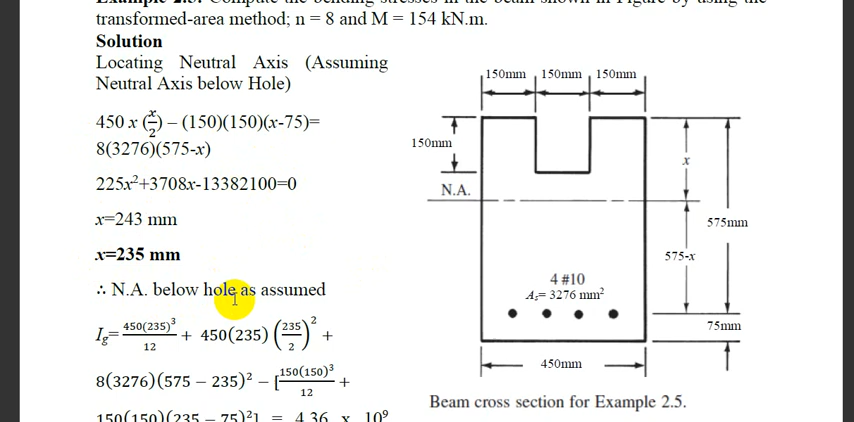 transformed-area method; n = 8 and M = 154 kN.m.
Solution
Locating Neutral Axis (Assuming
Neutral Axis below Hole)
450 x (x/2) – (150)(150)(x-75)=
8(3276)(575-x)
225x²+3708x-13382100=0
x=243 mm
x=235 mm
∴ N.A. below hole as assumed
I_g= 450(235)³/12 + 450(235) (235/2)² +
8(3276)(575 − 235)² − [150(150)³/12 +
150(150)(235 − 75)²] = 4.36 x 10⁹
150mm 150mm 150mm
150mm
x
N.A.
575mm
575-x
4 #10
A_s= 3276 mm²
75mm
450mm
Beam cross section for Example 2.5.